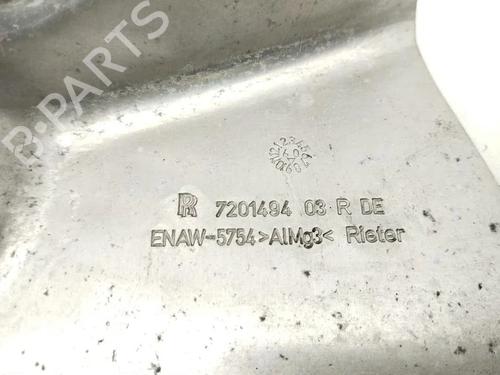 B-PARTS
R 7201494 03 R DE
ENAW-5754 >AlMg3< Rieter